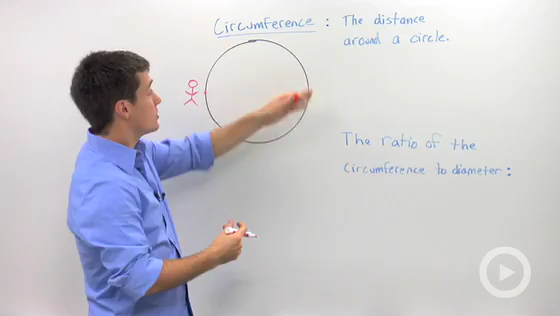 Circumference : The distance
around a circle.
The ratio of the
circumference to diameter: